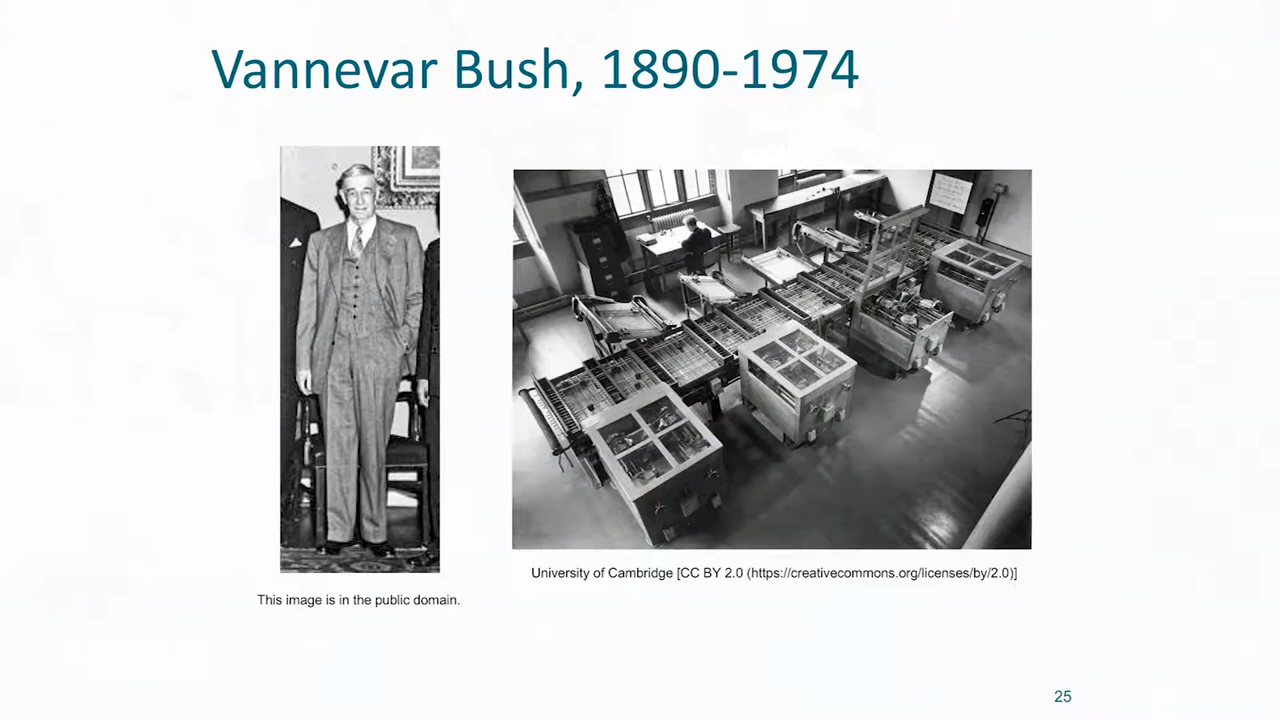 Vannevar Bush, 1890-1974
University of Cambridge [CC BY 2.0 (https://creativecommons.org/licenses/by/2.0)]
This image is in the public domain.
25